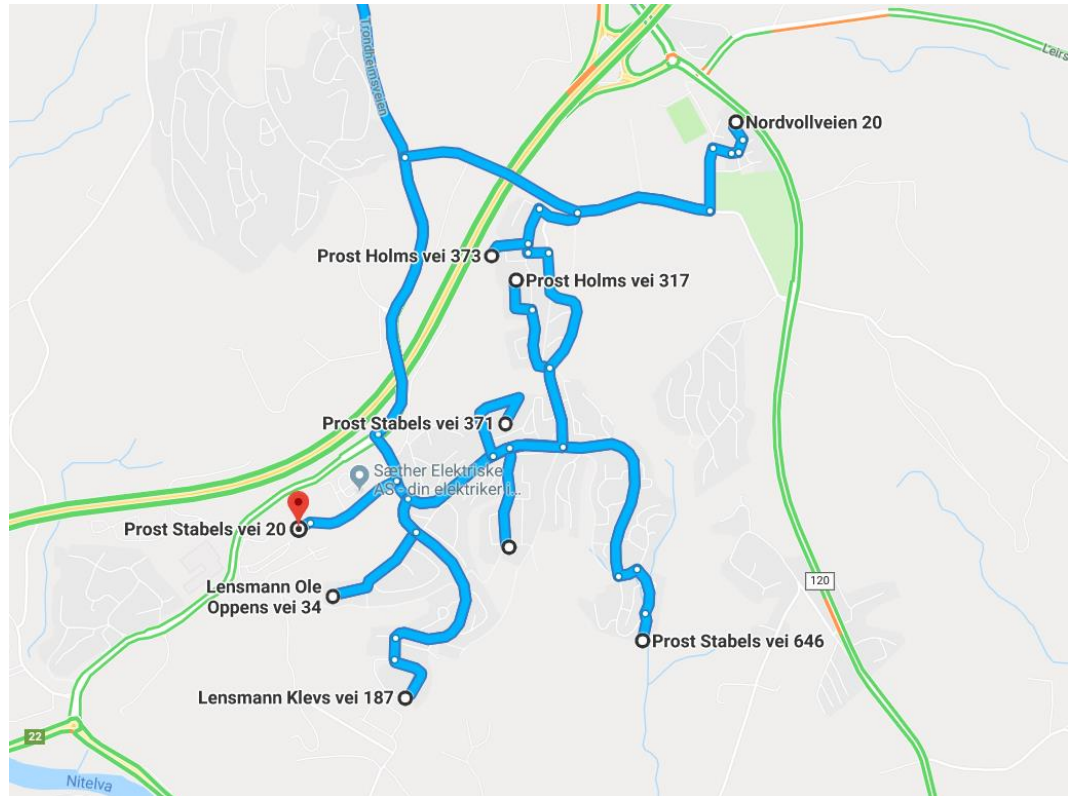 Trondheimsveien
Leirs
Nordvollveien 20
Prost Holms vei 373
Prost Holms vei 317
Prost Stabels vei 371
Sæther Elektriske
AS - din elektriker i...
Prost Stabels vei 20
Lensmann Ole
Oppens vei 34
120
Prost Stabels vei 646
Lensmann Klevs vei 187
22
Nitelva